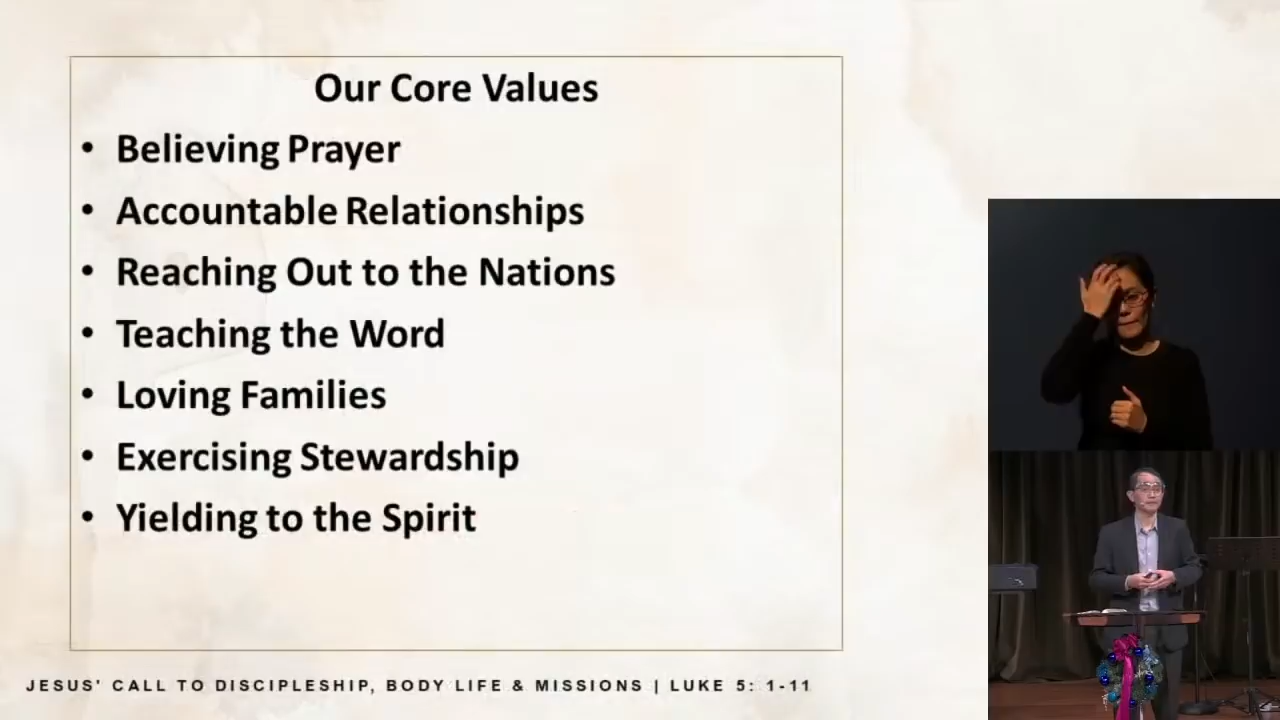 Our Core Values
• Believing Prayer
• Accountable Relationships
• Reaching Out to the Nations
• Teaching the Word
• Loving Families
• Exercising Stewardship
• Yielding to the Spirit
JESUS' CALL TO DISCIPLESHIP, BODY LIFE & MISSIONS | LUKE 5: 1-11